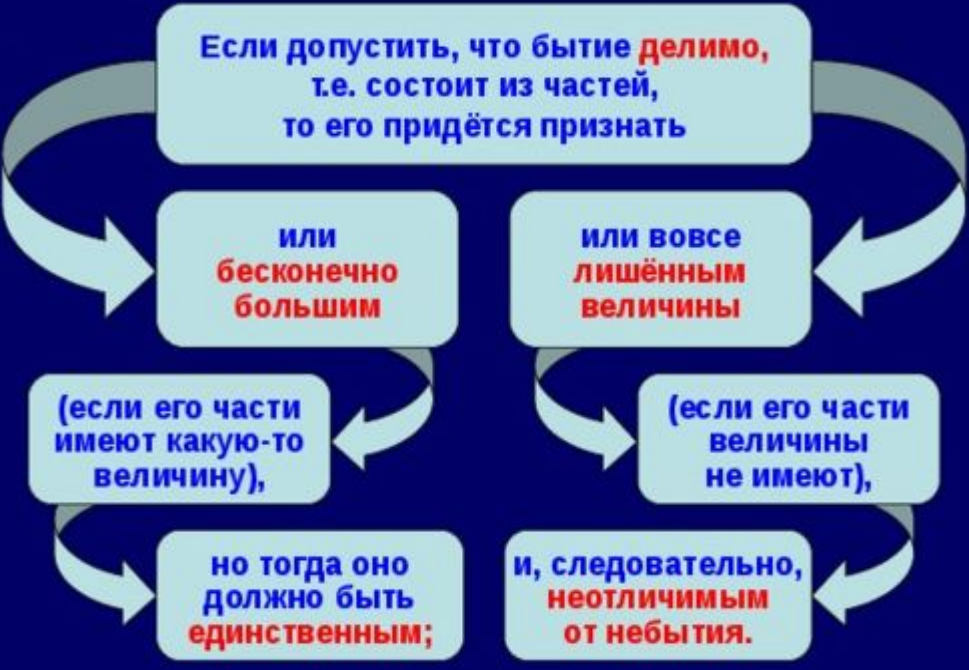 Если допустить, что бытие делимо,
т.е. состоит из частей,
то его придётся признать
или
бесконечно
большим
(если его части
имеют какую-то
величину),
но тогда оно
должно быть
единственным;
или вовсе
лишённым
величины
(если его части
величины
не имеют),
и, следовательно,
неотличимым
от небытия.